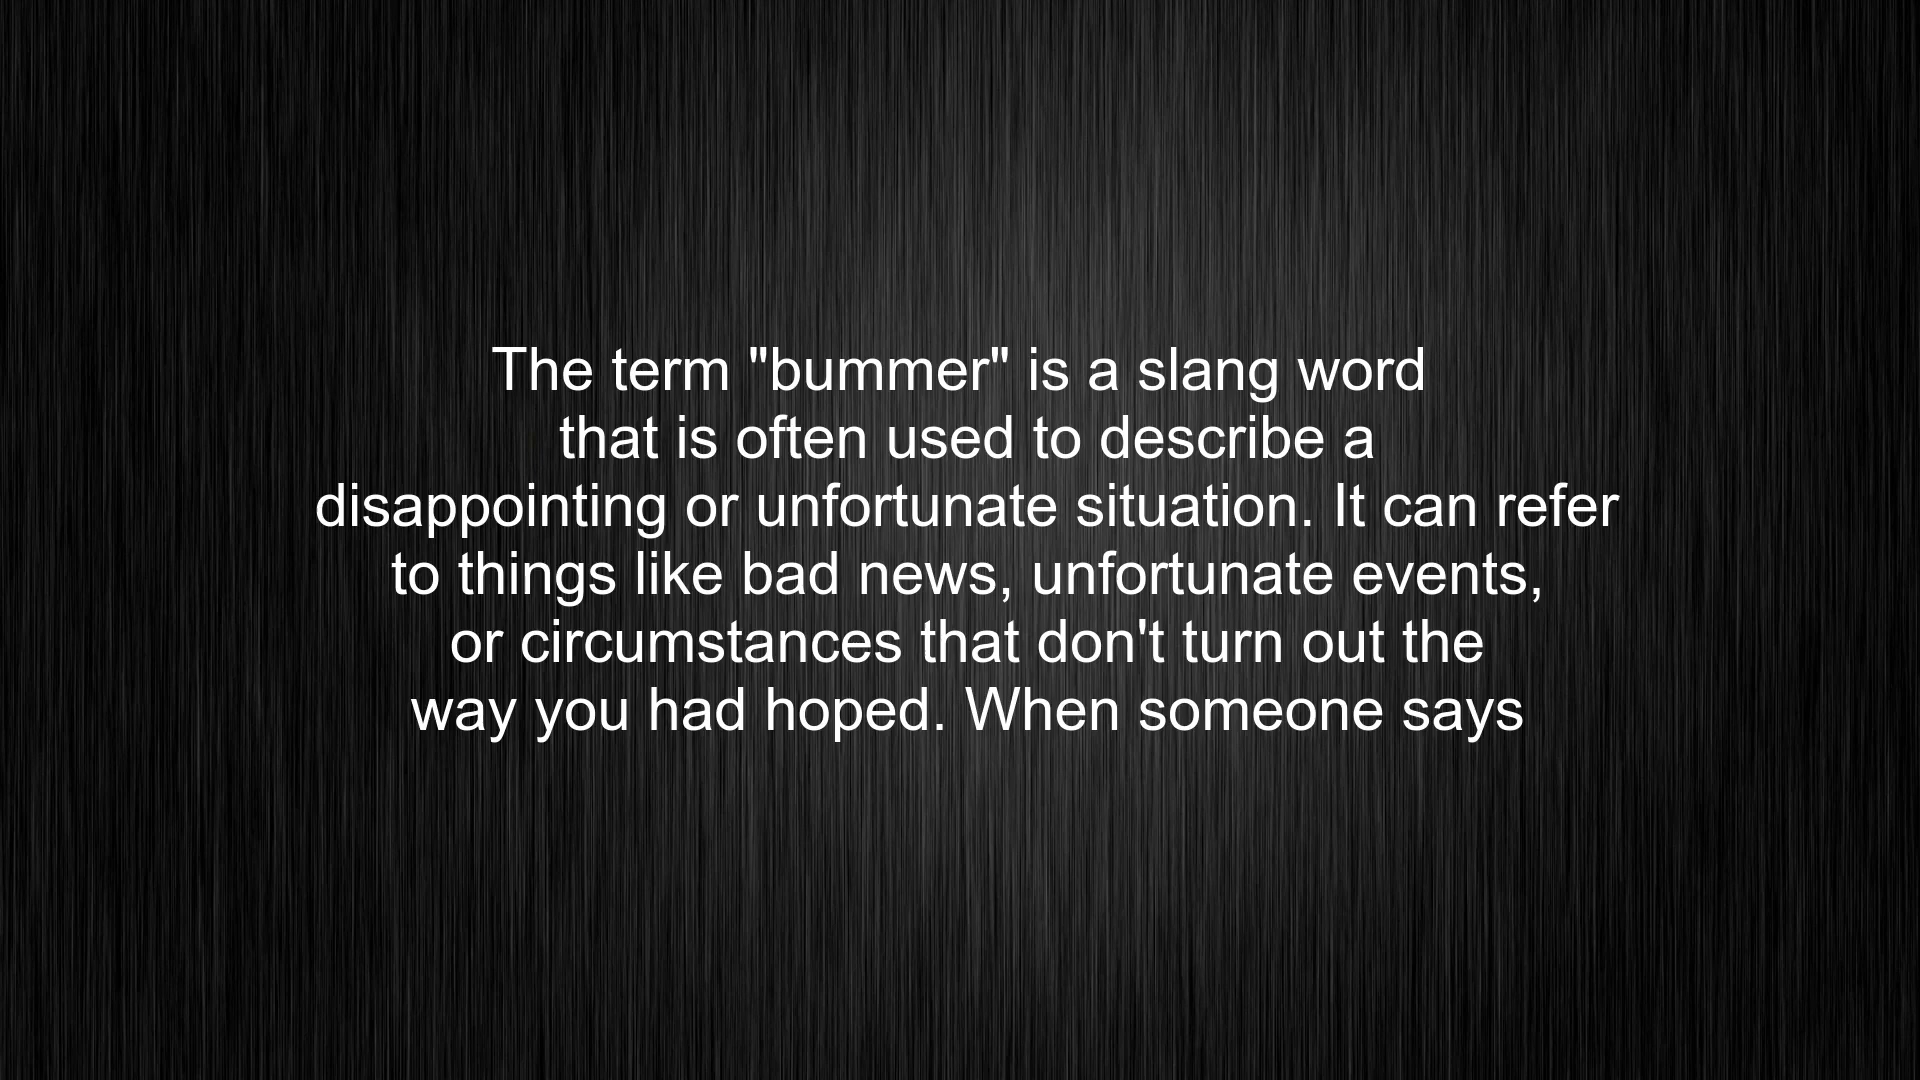 The term "bummer" is a slang word
that is often used to describe a
disappointing or unfortunate situation. It can refer
to things like bad news, unfortunate events,
or circumstances that don't turn out the
way you had hoped. When someone says